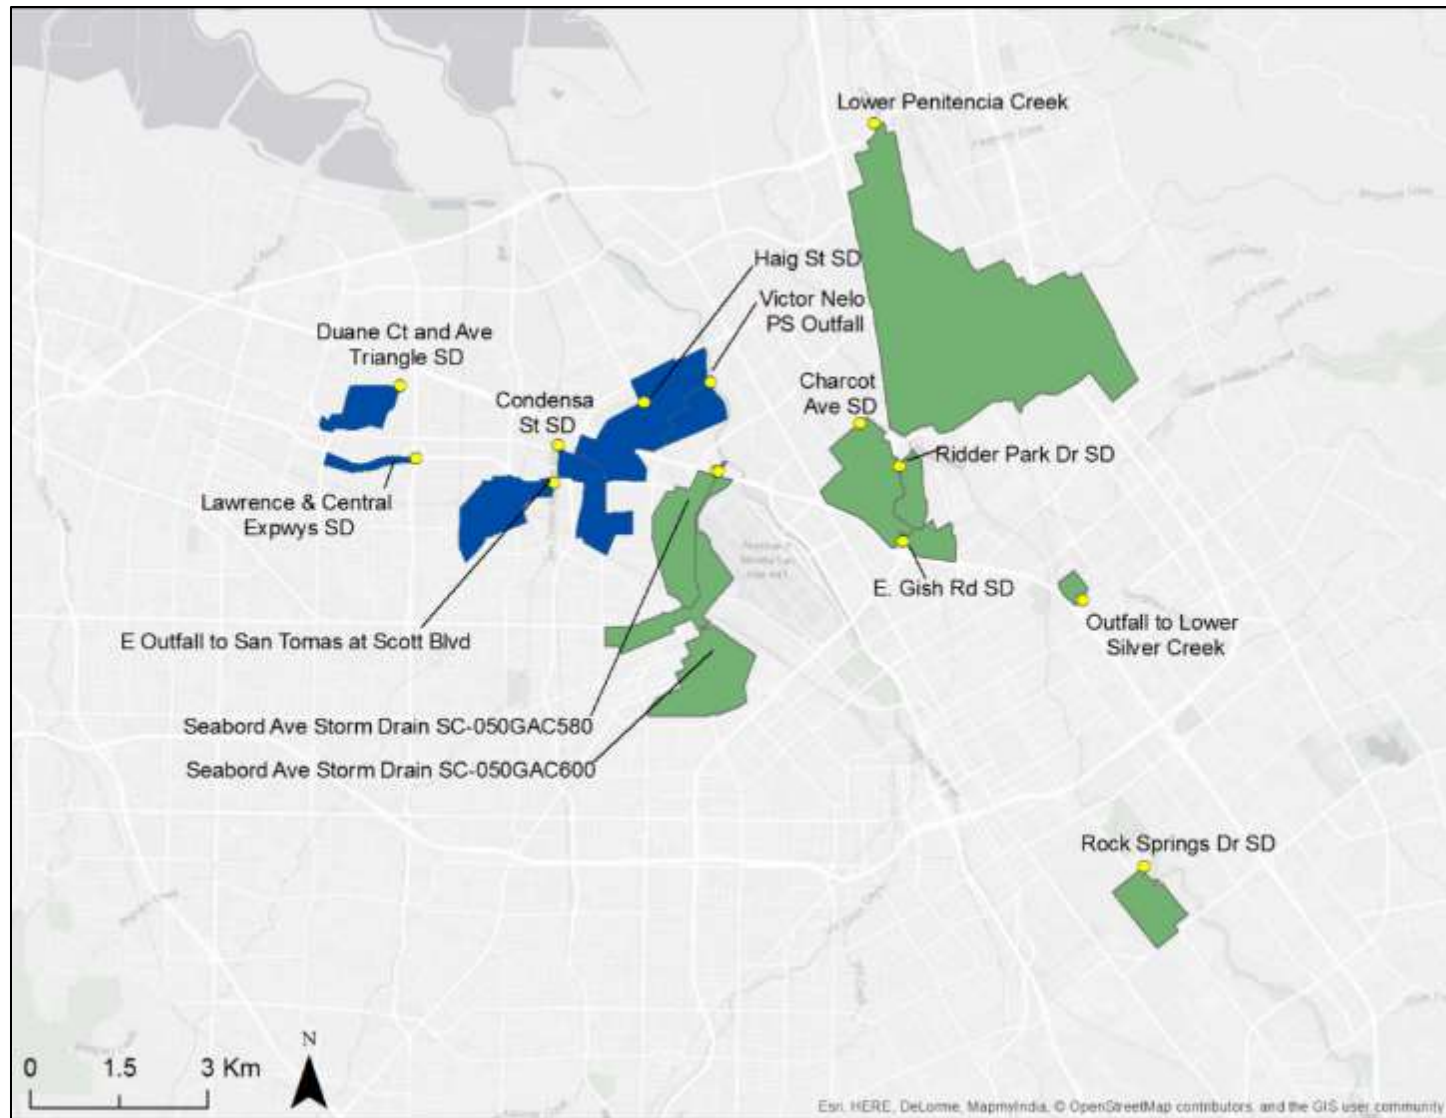 Lower Penitencia Creek
Haig St SD
Victor Nelo
PS Outfall
Duane Ct and Ave
Triangle SD
Charcot
Ave SD
Condensa
St SD
Ridder Park Dr SD
Lawrence & Central
Expwys SD
E. Gish Rd SD
Outfall to Lower
Silver Creek
E Outfall to San Tomas at Scott Blvd
Seabord Ave Storm Drain SC-050GAC580
Seabord Ave Storm Drain SC-050GAC600
Rock Springs Dr SD
N
0 1.5 3 Km
Esri, HERE, DeLorme, MapmyIndia, © OpenStreetMap contributors, and the GIS user community